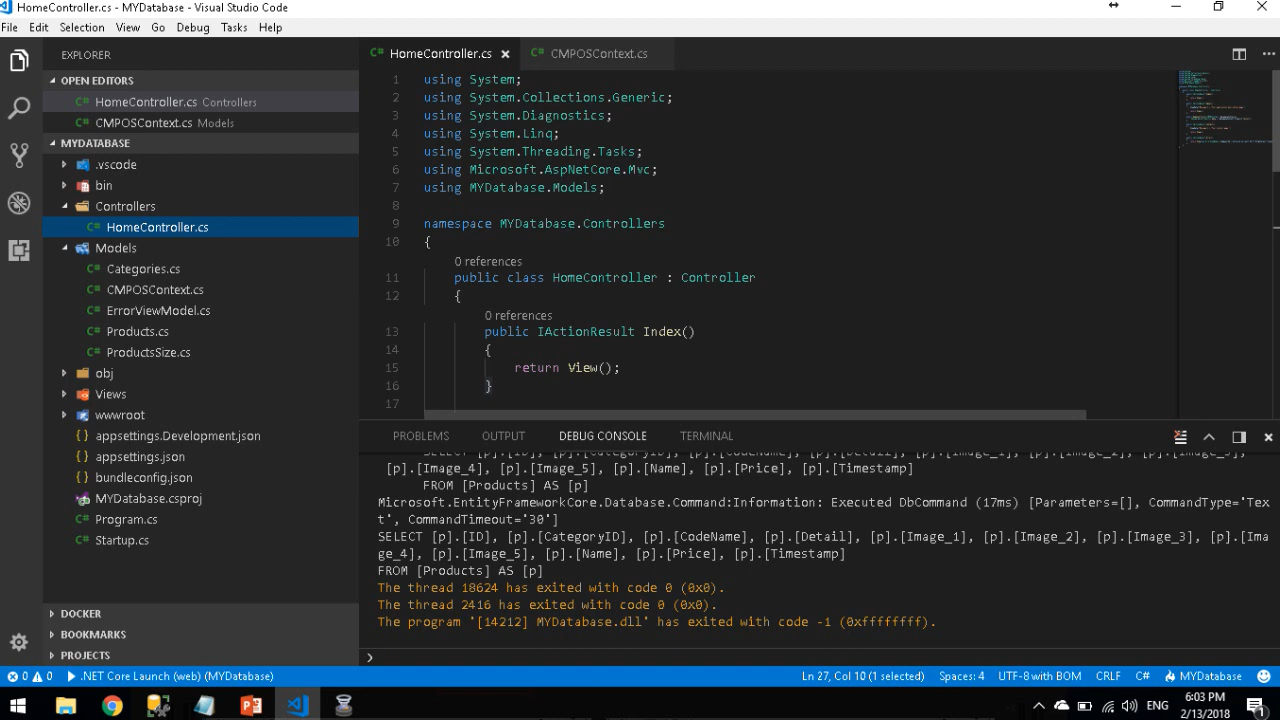 HomeController.cs - MYDatabase - Visual Studio Code
File Edit Selection View Go Debug Tasks Help
EXPLORER
OPEN EDITORS
HomeController.cs Controllers
CMPOSContext.cs Models
MYDATABASE
.vscode
bin
Controllers
HomeController.cs
Models
Categories.cs
CMPOSContext.cs
ErrorViewModel.cs
Products.cs
ProductsSize.cs
obj
Views
wwwroot
appsettings.Development.json
appsettings.json
bundleconfig.json
MYDatabase.csproj
Program.cs
Startup.cs
DOCKER
BOOKMARKS
PROJECTS
HomeController.cs CMPOSContext.cs
1 using System;
2 using System.Collections.Generic;
3 using System.Diagnostics;
4 using System.Linq;
5 using System.Threading.Tasks;
6 using Microsoft.AspNetCore.Mvc;
7 using MYDatabase.Models;
8
9 namespace MYDatabase.Controllers
10 {
0 references
11 public class HomeController : Controller
12 {
0 references
13 public IActionResult Index()
14 {
15 return View();
16 }
17
PROBLEMS OUTPUT DEBUG CONSOLE TERMINAL
SELECT [p].[ID], [p].[CategoryID], [p].[CodeName], [p].[Detail], [p].[Image_1], [p].[Image_2], [p].[Image_3],
[p].[Image_4], [p].[Image_5], [p].[Name], [p].[Price], [p].[Timestamp]
FROM [Products] AS [p]
Microsoft.EntityFrameworkCore.Database.Command:Information: Executed DbCommand (17ms) [Parameters=[], CommandType='Tex
t', CommandTimeout='30']
SELECT [p].[ID], [p].[CategoryID], [p].[CodeName], [p].[Detail], [p].[Image_1], [p].[Image_2], [p].[Image_3], [p].[Ima
ge_4], [p].[Image_5], [p].[Name], [p].[Price], [p].[Timestamp]
FROM [Products] AS [p]
The thread 18624 has exited with code 0 (0x0).
The thread 2416 has exited with code 0 (0x0).
The program '[14212] MYDatabase.dll' has exited with code -1 (0xffffffff).
0 0 .NET Core Launch (web) (MYDatabase) Ln 27, Col 10 (1 selected) Spaces: 4 UTF-8 with BOM CRLF C# MYDatabase
ENG
6:03 PM
2/13/2018